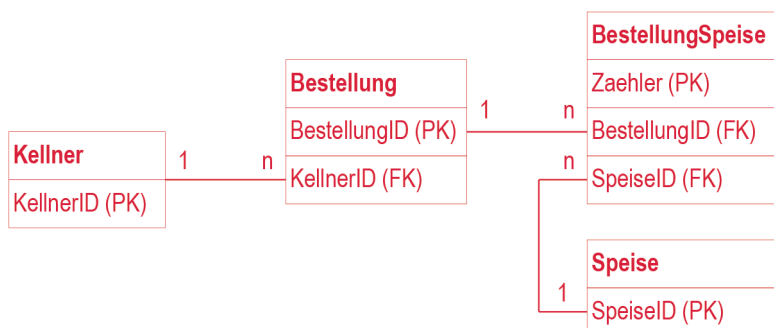 Kellner
KellnerID (PK)
1
n
Bestellung
BestellungID (PK)
KellnerID (FK)
1
n
BestellungSpeise
Zaehler (PK)
BestellungID (FK)
SpeiseID (FK)
n
1
Speise
SpeiseID (PK)